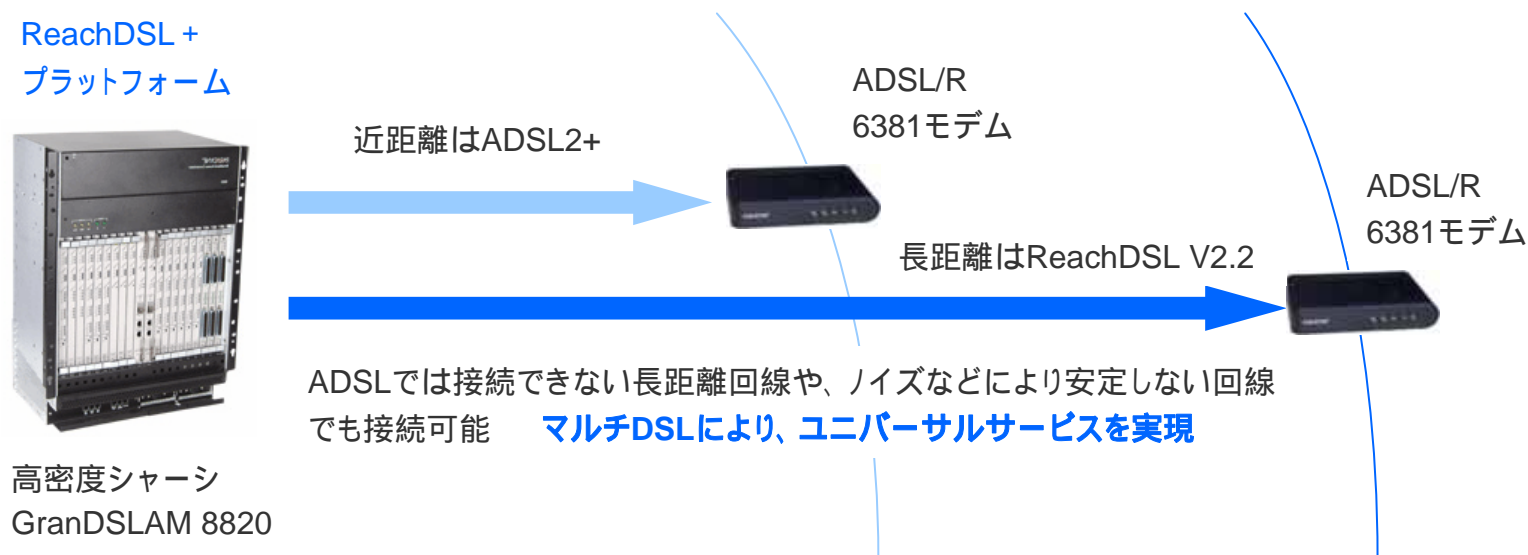 ReachDSL +
プラットフォーム
ADSL/R
6381モデム
近距離はADSL2+
ADSL/R
6381モデム
長距離はReachDSL V2.2
ADSLでは接続できない長距離回線や、ノイズなどにより安定しない回線
でも接続可能 マルチDSLにより、ユニバーサルサービスを実現
高密度シャーシ
GranDSLAM 8820